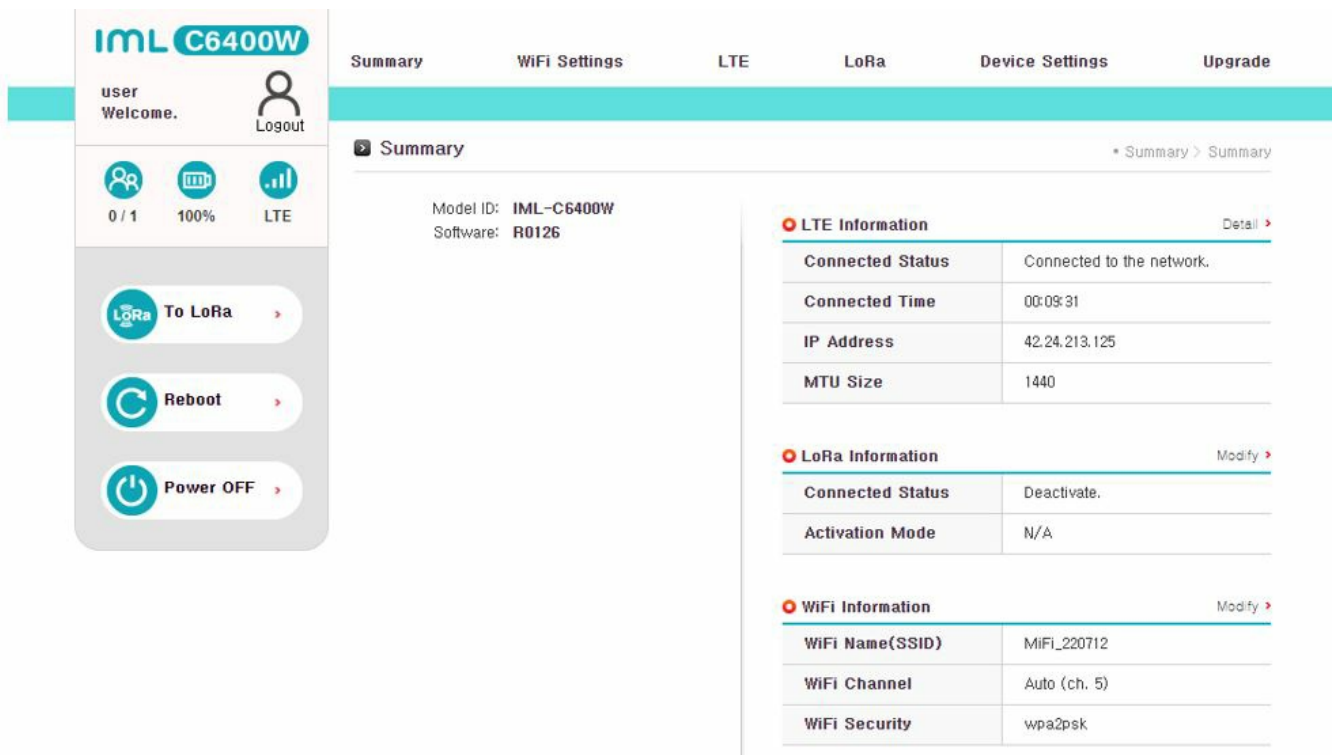 IML C6400W
Summary WiFi Settings LTE LoRa Device Settings Upgrade
user
Welcome.
Logout
Summary
• Summary > Summary
0 / 1 100% LTE
Model ID: IML-C6400W
Software: R0126
LoRa To LoRa >
Reboot >
Power OFF >
LTE Information Detail >
Connected Status Connected to the network.
Connected Time 00:09:31
IP Address 42.24.213.125
MTU Size 1440
LoRa Information Modify >
Connected Status Deactivate.
Activation Mode N/A
WiFi Information Modify >
WiFi Name(SSID) MiFi_220712
WiFi Channel Auto (ch. 5)
WiFi Security wpa2psk